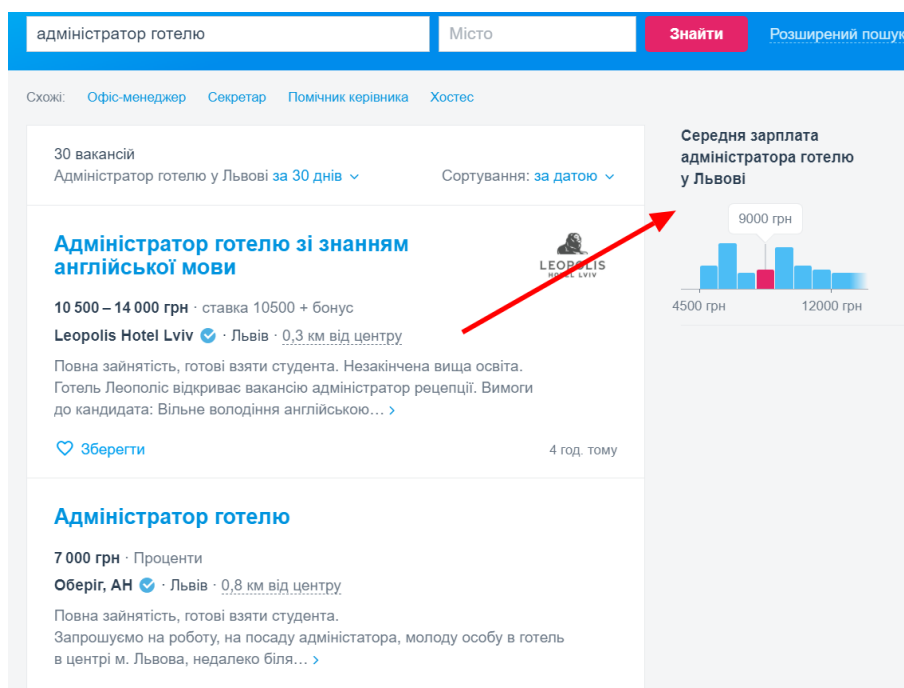 адміністратор готелю
Місто
Знайти
Розширений пошук
Схожі: Офіс-менеджер Секретар Помічник керівника Хостес
30 вакансій
Адміністратор готелю у Львові за 30 днів
Сортування: за датою
Середня зарплата
адміністратора готелю
у Львові
9000 грн
4500 грн
12000 грн
Адміністратор готелю зі знанням
англійської мови
LEOPOLIS
HOTEL LVIV
10 500 – 14 000 грн · ставка 10500 + бонус
Leopolis Hotel Lviv · Львів · 0,3 км від центру
Повна зайнятість, готові взяти студента. Незакінчена вища освіта.
Готель Леополіс відкриває вакансію адміністратор рецепції. Вимоги
до кандидата: Вільне володіння англійською… ›
Зберегти
4 год. тому
Адміністратор готелю
7 000 грн · Проценти
Оберіг, АН · Львів · 0,8 км від центру
Повна зайнятість, готові взяти студента.
Запрошуємо на роботу, на посаду адміністатора, молоду особу в готель
в центрі м. Львова, недалеко біля… ›